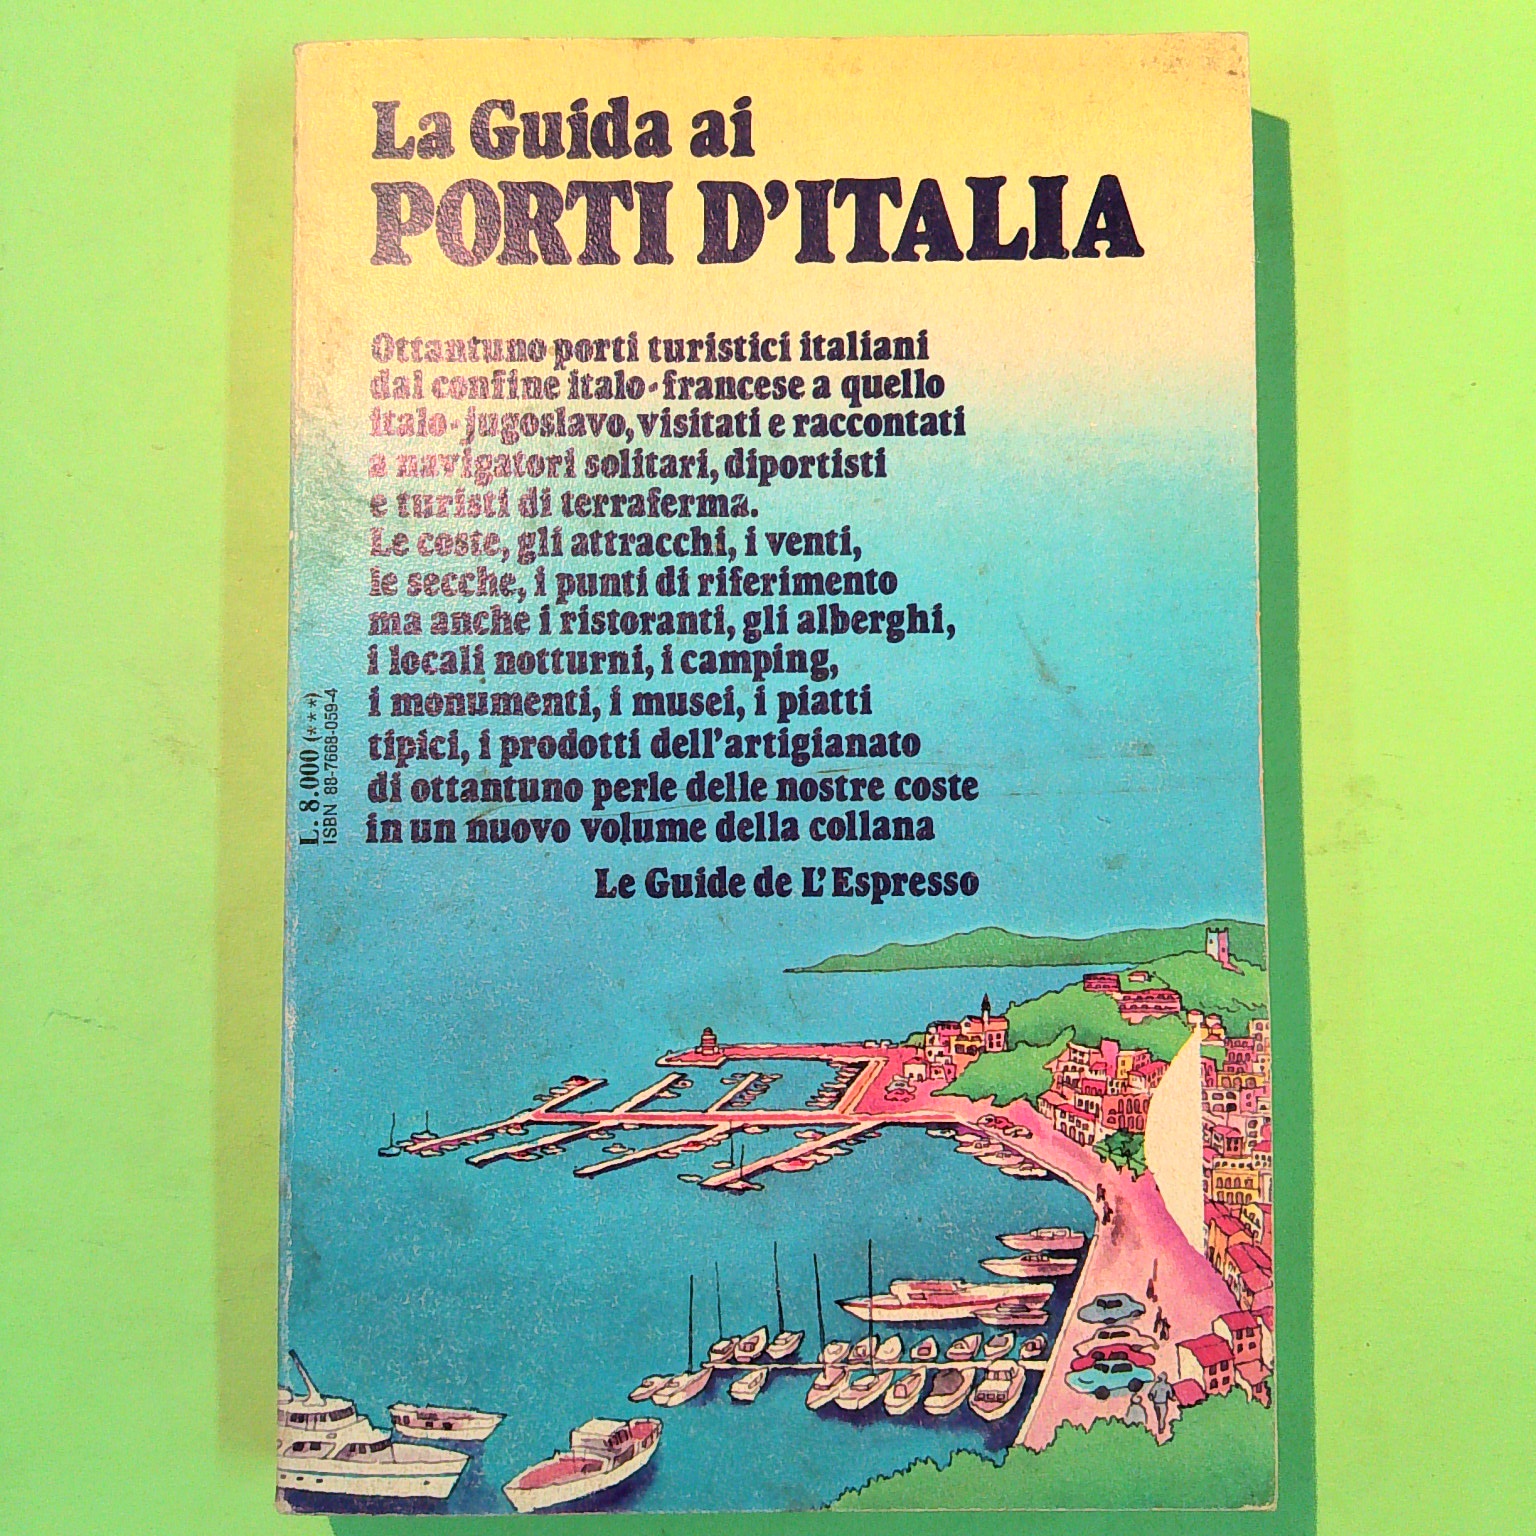 La Guida ai
PORTI D'ITALIA
Ottantuno porti turistici italiani
dal confine italo-francese a quello
italo-jugoslavo, visitati e raccontati
a navigatori solitari, diportisti
e turisti di terraferma.
Le coste, gli attracchi, i venti,
le secche, i punti di riferimento
ma anche i ristoranti, gli alberghi,
i locali notturni, i camping,
i monumenti, i musei, i piatti
tipici, i prodotti dell'artigianato
di ottantuno perle delle nostre coste
in un nuovo volume della collana
Le Guide de L'Espresso
L. 8.000 (***)
ISBN 88-7668-059-4